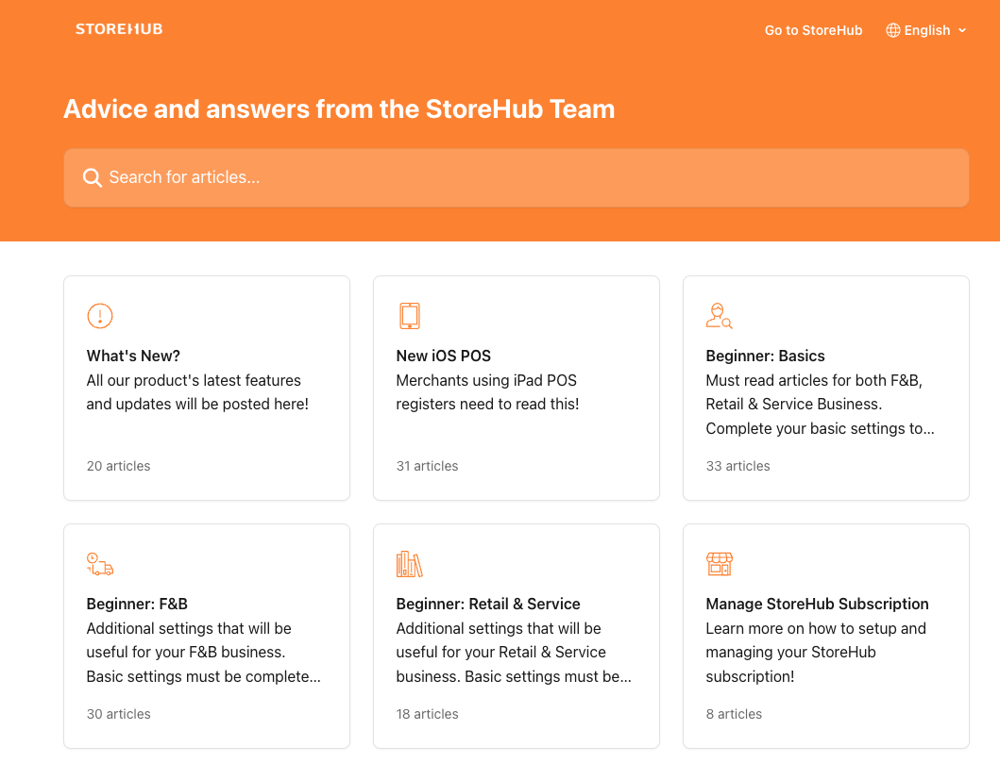 STOREHUB
Go to StoreHub
English
Advice and answers from the StoreHub Team
Search for articles...
What's New?
All our product's latest features
and updates will be posted here!
20 articles
New iOS POS
Merchants using iPad POS
registers need to read this!
31 articles
Beginner: Basics
Must read articles for both F&B,
Retail & Service Business.
Complete your basic settings to...
33 articles
Beginner: F&B
Additional settings that will be
useful for your F&B business.
Basic settings must be complete...
30 articles
Beginner: Retail & Service
Additional settings that will be
useful for your Retail & Service
business. Basic settings must be...
18 articles
Manage StoreHub Subscription
Learn more on how to setup and
managing your StoreHub
subscription!
8 articles